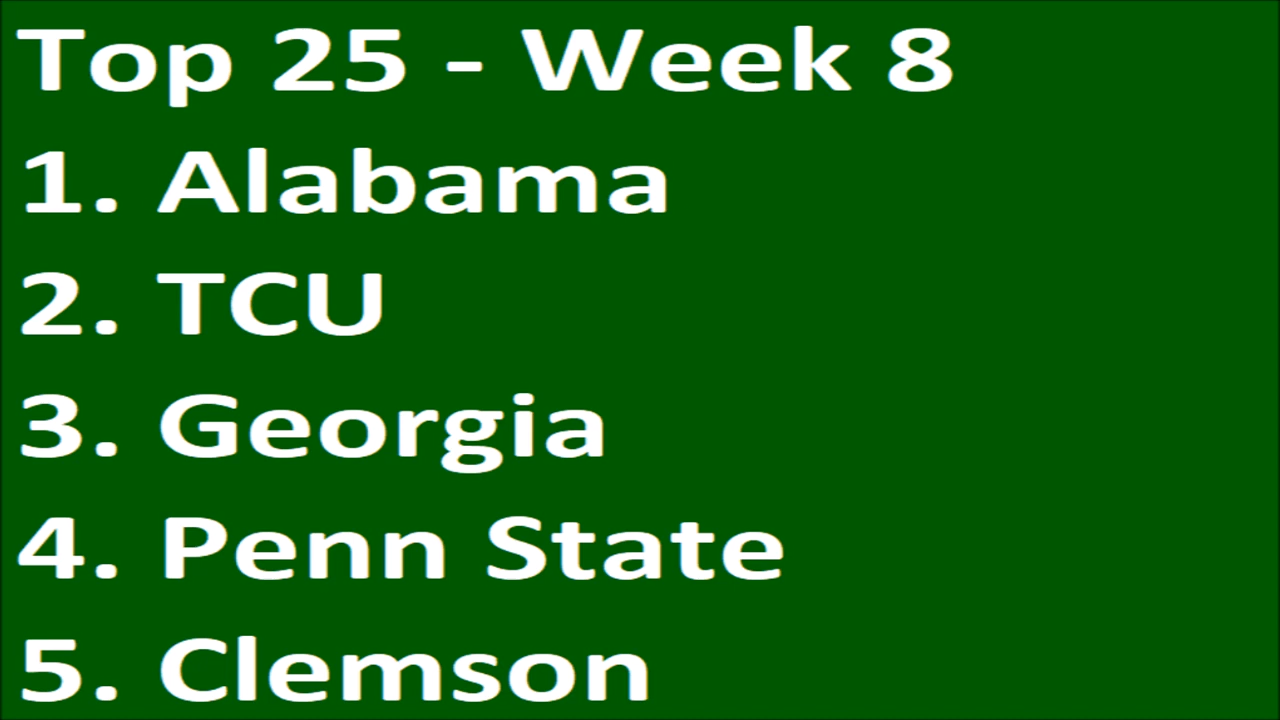 Top 25 - Week 8
1. Alabama
2. TCU
3. Georgia
4. Penn State
5. Clemson